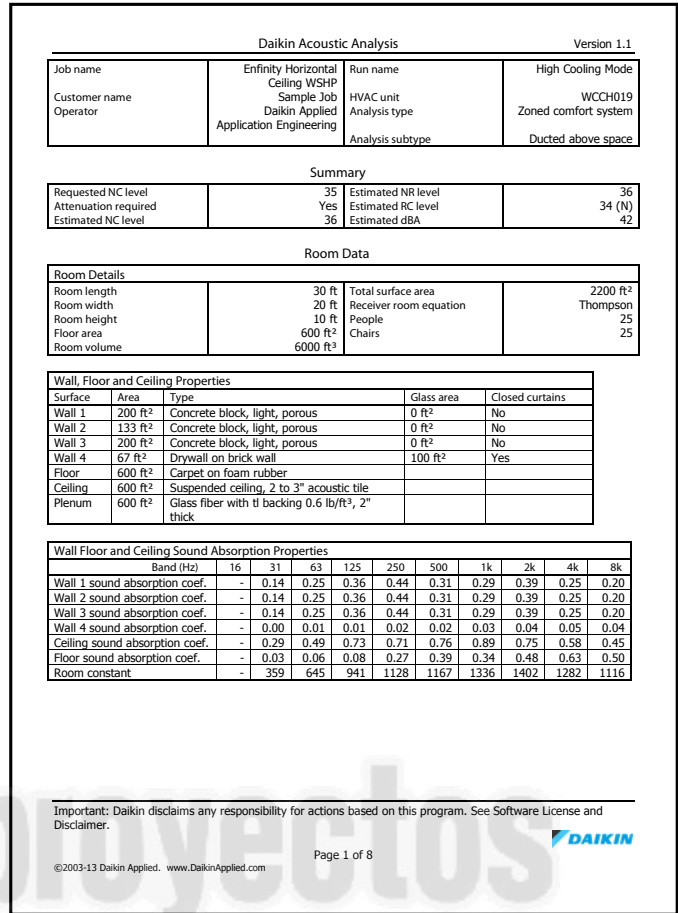 Daikin Acoustic Analysis Version 1.1
Job name Enfinity Horizontal Ceiling WSHP Run name High Cooling Mode
Customer name Sample Job HVAC unit WCCH019
Operator Daikin Applied Application Engineering Analysis type Zoned comfort system
Analysis subtype Ducted above space
Summary
Requested NC level 35 Estimated NR level 36
Attenuation required Yes Estimated RC level 34 (N)
Estimated NC level 36 Estimated dBA 42
Room Data
Room Details
Room length 30 ft Total surface area 2200 ft²
Room width 20 ft Receiver room equation Thompson
Room height 10 ft People 25
Floor area 600 ft² Chairs 25
Room volume 6000 ft³
Wall, Floor and Ceiling Properties
Surface Area Type Glass area Closed curtains
Wall 1 200 ft² Concrete block, light, porous 0 ft² No
Wall 2 133 ft² Concrete block, light, porous 0 ft² No
Wall 3 200 ft² Concrete block, light, porous 0 ft² No
Wall 4 67 ft² Drywall on brick wall 100 ft² Yes
Floor 600 ft² Carpet on foam rubber
Ceiling 600 ft² Suspended ceiling, 2 to 3" acoustic tile
Plenum 600 ft² Glass fiber with tl backing 0.6 lb/ft³, 2"
thick
Wall Floor and Ceiling Sound Absorption Properties
Band (Hz) 16 31 63 125 250 500 1k 2k 4k 8k
Wall 1 sound absorption coef. - 0.14 0.25 0.36 0.44 0.31 0.29 0.39 0.25 0.20
Wall 2 sound absorption coef. - 0.14 0.25 0.36 0.44 0.31 0.29 0.39 0.25 0.20
Wall 3 sound absorption coef. - 0.14 0.25 0.36 0.44 0.31 0.29 0.39 0.25 0.20
Wall 4 sound absorption coef. - 0.00 0.01 0.01 0.02 0.02 0.03 0.04 0.05 0.04
Ceiling sound absorption coef. - 0.29 0.49 0.73 0.71 0.76 0.89 0.75 0.58 0.45
Floor sound absorption coef. - 0.03 0.06 0.08 0.27 0.39 0.34 0.48 0.63 0.50
Room constant - 359 645 941 1128 1167 1336 1402 1282 1116
Important: Daikin disclaims any responsibility for actions based on this program. See Software License and
Disclaimer.
DAIKIN
Page 1 of 8
©2003-13 Daikin Applied. www.DaikinApplied.com
proyectos